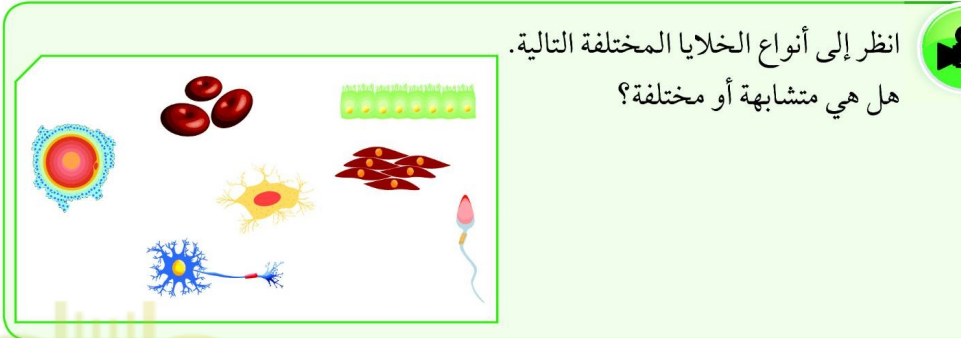 انظر إلى أنواع الخلايا المختلفة التالية.
هل هي متشابهة أو مختلفة؟